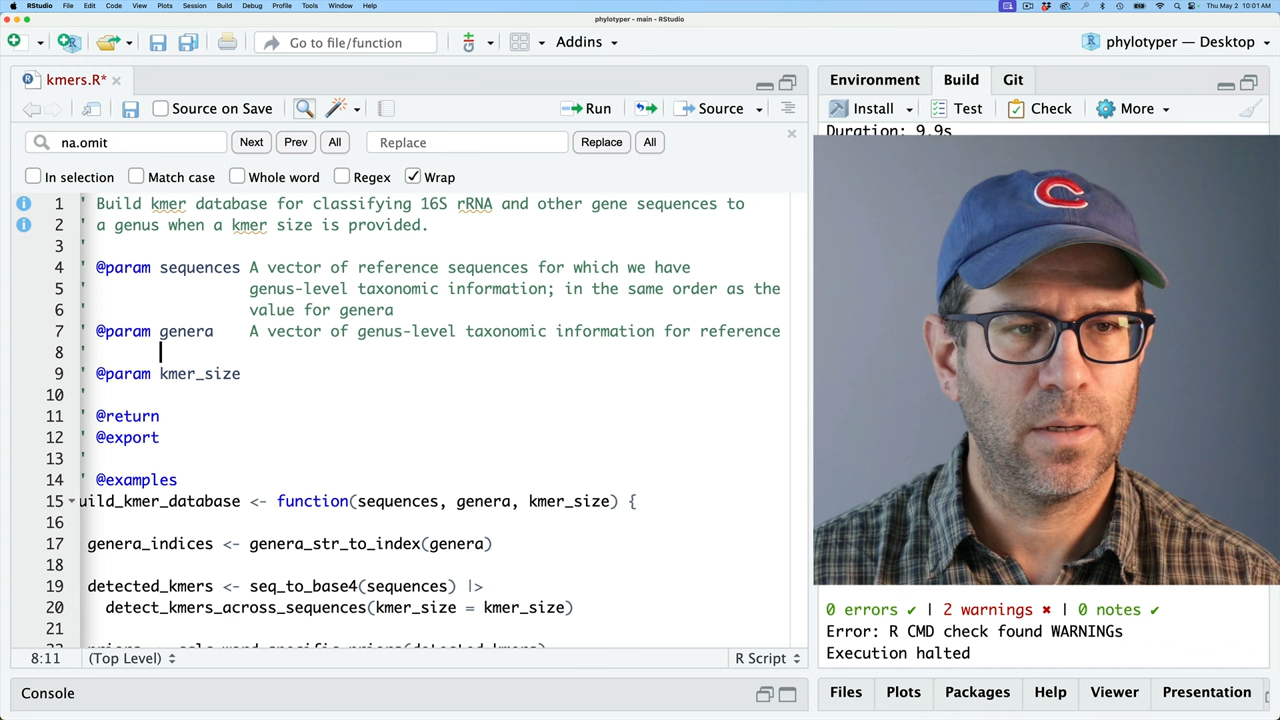 RStudio File Edit Code View Plots Session Build Debug Profile Tools Window Help Thu May 2 10:01 AM
phylotyper - main - RStudio
Go to file/function Addins phylotyper — Desktop
kmers.R* Environment Build Git
Source on Save Run Source Install Test Check More
Duration: 9.9s
na.omit Next Prev All Replace Replace All
In selection Match case Whole word Regex Wrap
1 ' Build kmer database for classifying 16S rRNA and other gene sequences to
2 ' a genus when a kmer size is provided.
3 '
4 ' @param sequences A vector of reference sequences for which we have
5 ' genus-level taxonomic information; in the same order as the
6 ' value for genera
7 ' @param genera A vector of genus-level taxonomic information for reference
8 '
9 ' @param kmer_size
10 '
11 ' @return
12 ' @export
13 '
14 ' @examples
15 uild_kmer_database <- function(sequences, genera, kmer_size) {
16
17 genera_indices <- genera_str_to_index(genera)
18
19 detected_kmers <- seq_to_base4(sequences) |>
20 detect_kmers_across_sequences(kmer_size = kmer_size)
21
0 errors ✔ | 2 warnings ✖ | 0 notes ✔
Error: R CMD check found WARNINGs
Execution halted
8:11 (Top Level) R Script
Console Files Plots Packages Help Viewer Presentation